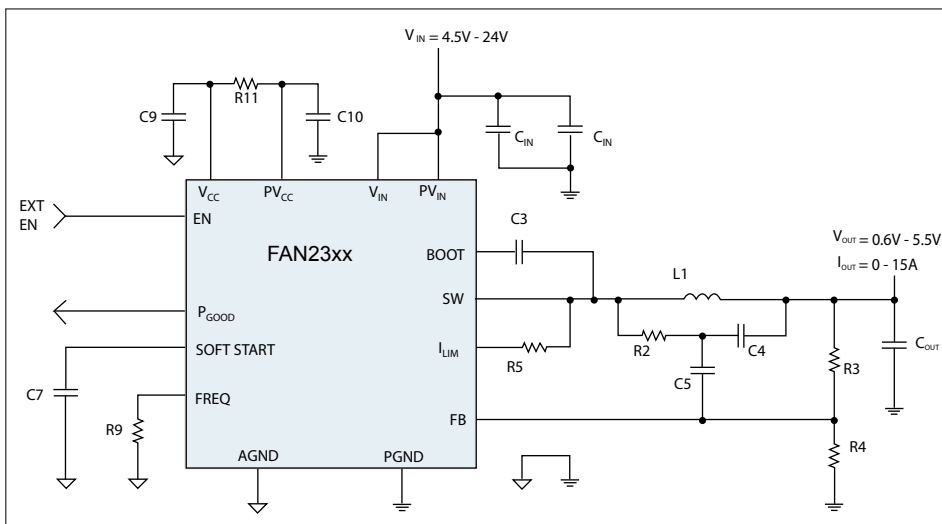 V_IN = 4.5V - 24V
R11
C9
C10
C_IN
C_IN
V_CC
PV_CC
V_IN
PV_IN
EXT
EN
EN
C3
FAN23xx
BOOT
V_OUT = 0.6V - 5.5V
I_OUT = 0 - 15A
L1
SW
P_GOOD
R2
C4
SOFT START
I_LIM
R5
C_OUT
R3
C7
C5
FREQ
FB
R9
R4
AGND
PGND